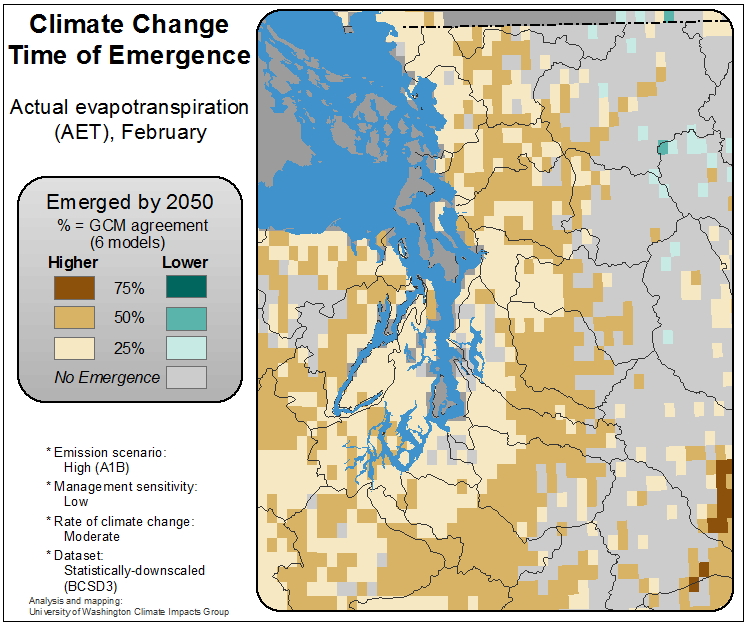 Climate Change
Time of Emergence
Actual evapotranspiration
(AET), February
Emerged by 2050
% = GCM agreement
(6 models)
Higher Lower
75%
50%
25%
No Emergence
* Emission scenario:
High (A1B)
* Management sensitivity:
Low
* Rate of climate change:
Moderate
* Dataset:
Statistically-downscaled
(BCSD3)
Analysis and mapping:
University of Washington Climate Impacts Group